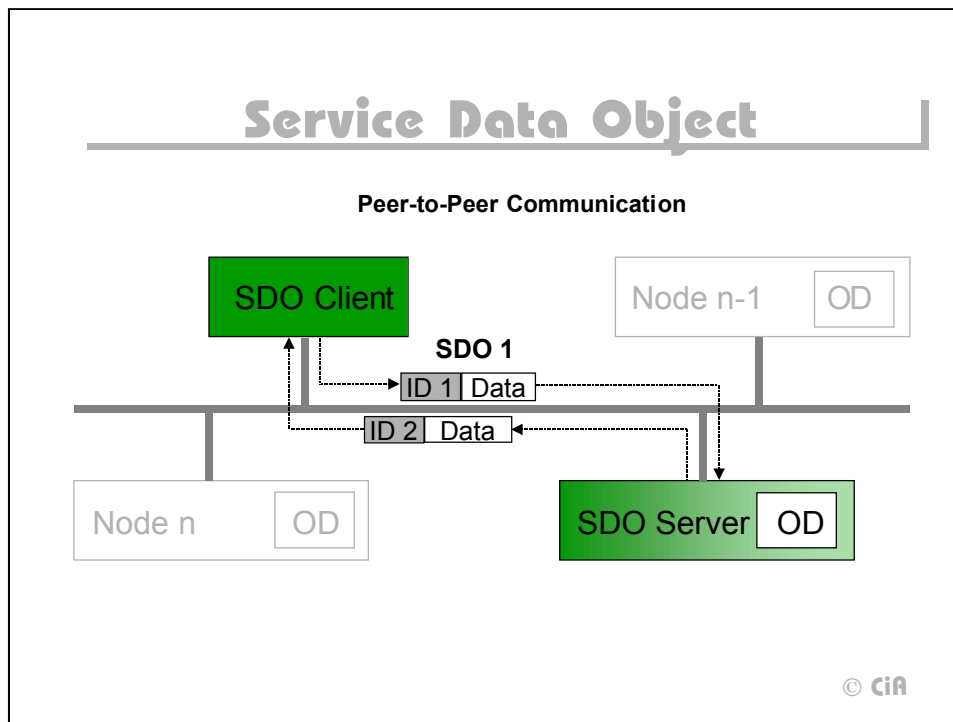 Service Data Object
Peer-to-Peer Communication
SDO Client
Node n-1 OD
SDO 1
ID 1 Data
ID 2 Data
Node n OD
SDO Server OD
© CiA